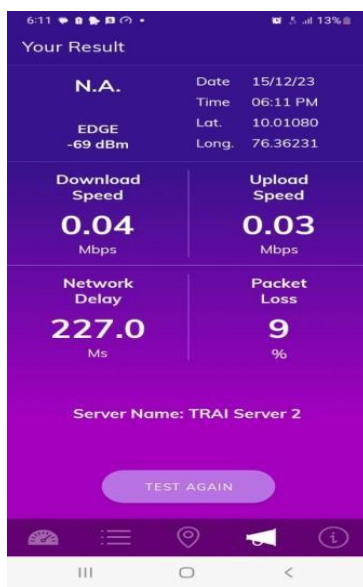 6:11
13%
Your Result
N.A.
EDGE
-69 dBm
Date 15/12/23
Time 06:11 PM
Lat. 10.01080
Long. 76.36231
Download
Speed
0.04
Mbps
Upload
Speed
0.03
Mbps
Network
Delay
227.0
Ms
Packet
Loss
9
%
Server Name: TRAI Server 2
TEST AGAIN